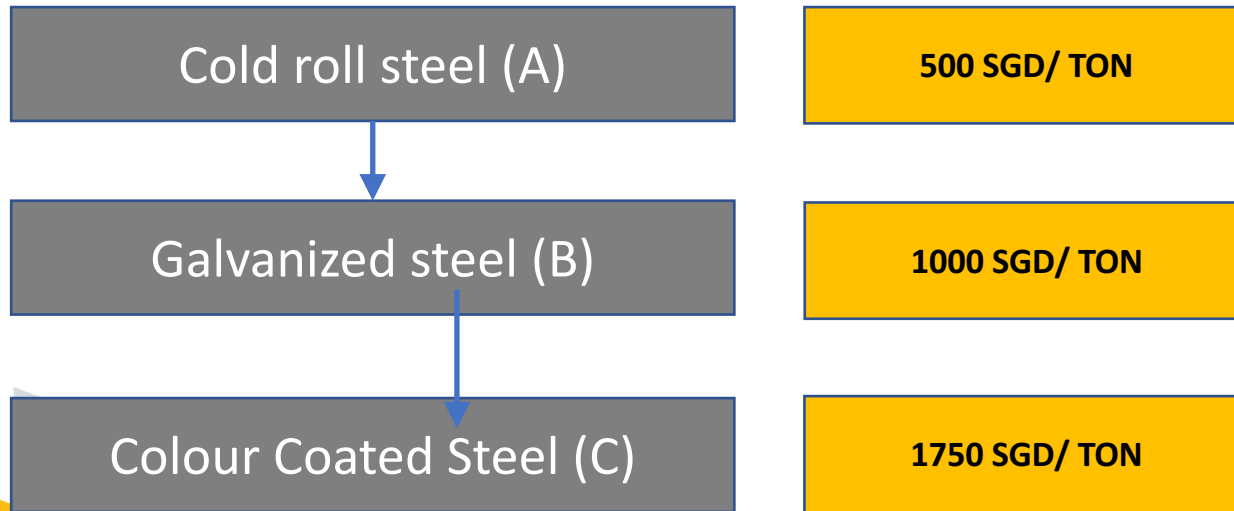 Cold roll steel (A)
500 SGD/ TON
Galvanized steel (B)
1000 SGD/ TON
Colour Coated Steel (C)
1750 SGD/ TON